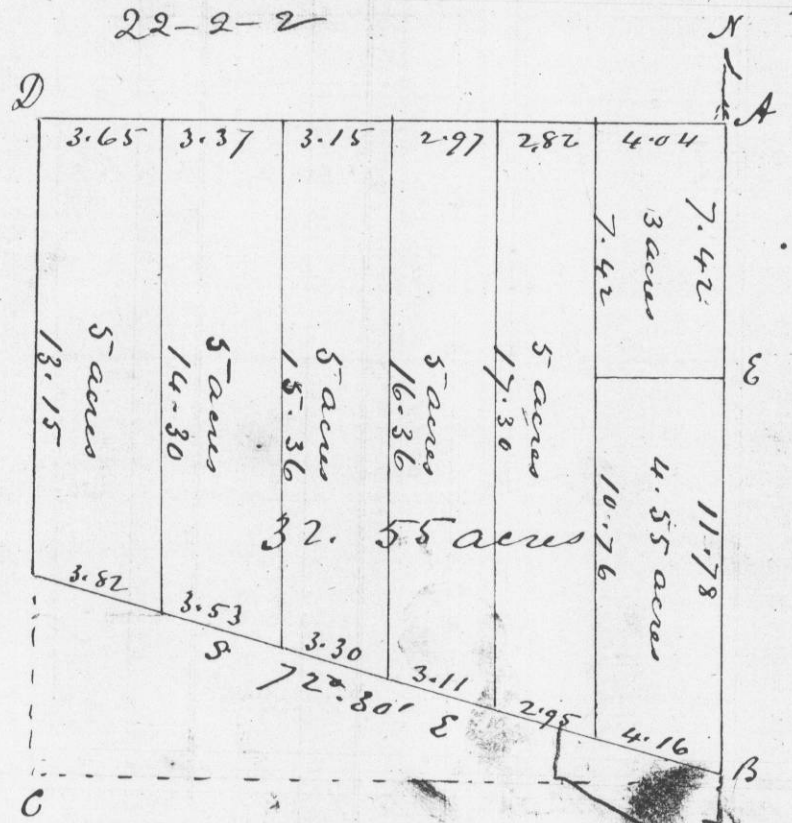 22-2-2
N
D
A
3.65 3.37 3.15 2.97 2.82 4.04
7.42
3 acres
7.42
E
5 acres
13.15
5 acres
14.30
5 acres
15.36
5 acres
16.36
5 acres
17.30
11.78
4.55 acres
10.76
32. 55 acres
3.82 3.53 3.30 3.11 2.95 4.16
S 72°.30' E
B
C